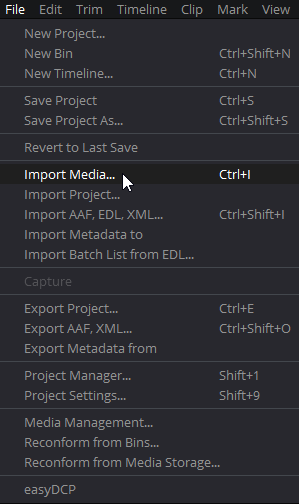 File Edit Trim Timeline Clip Mark View
New Project...
New Bin Ctrl+Shift+N
New Timeline... Ctrl+N
Save Project Ctrl+S
Save Project As... Ctrl+Shift+S
Revert to Last Save
Import Media... Ctrl+I
Import Project...
Import AAF, EDL, XML... Ctrl+Shift+I
Import Metadata to
Import Batch List from EDL...
Capture
Export Project... Ctrl+E
Export AAF, XML... Ctrl+Shift+O
Export Metadata from
Project Manager... Shift+1
Project Settings... Shift+9
Media Management...
Reconform from Bins...
Reconform from Media Storage...
easyDCP